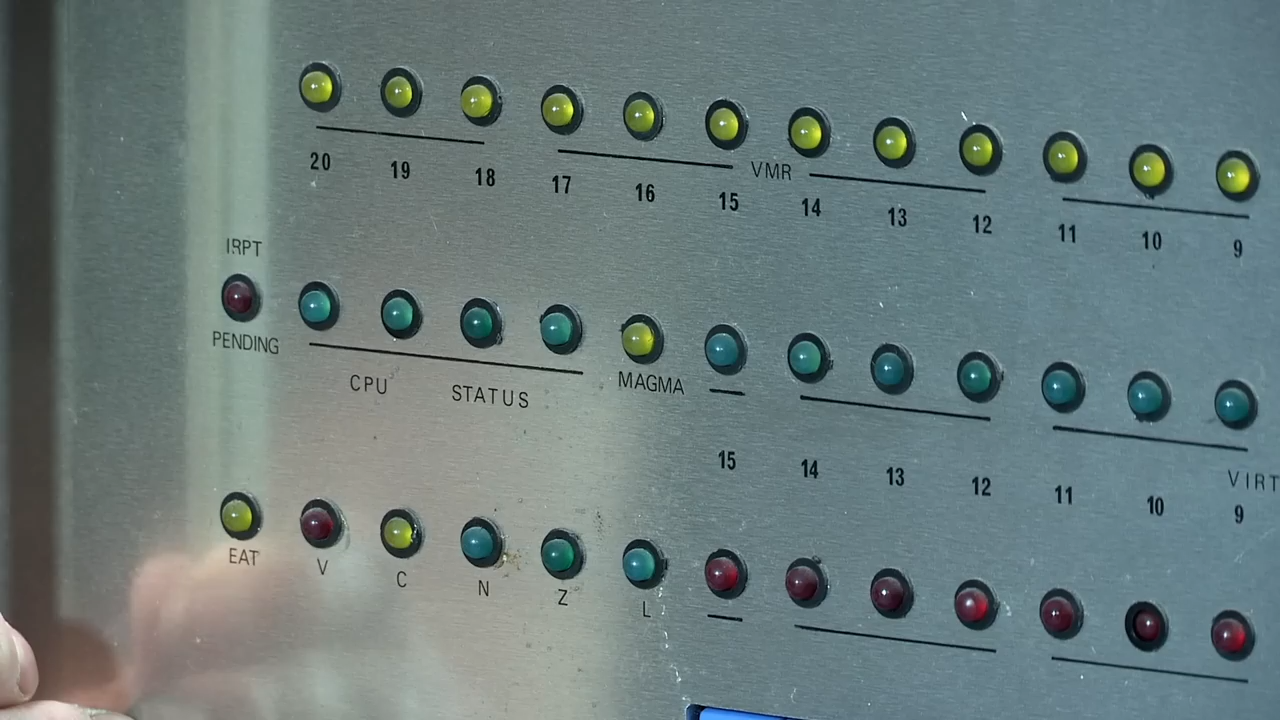 20 19 18 17 16 15 VMR 14 13 12 11 10 9
IRPT
PENDING
CPU STATUS
MAGMA
15 14 13 12 11 10 9
VIRT
EAT V C N Z L